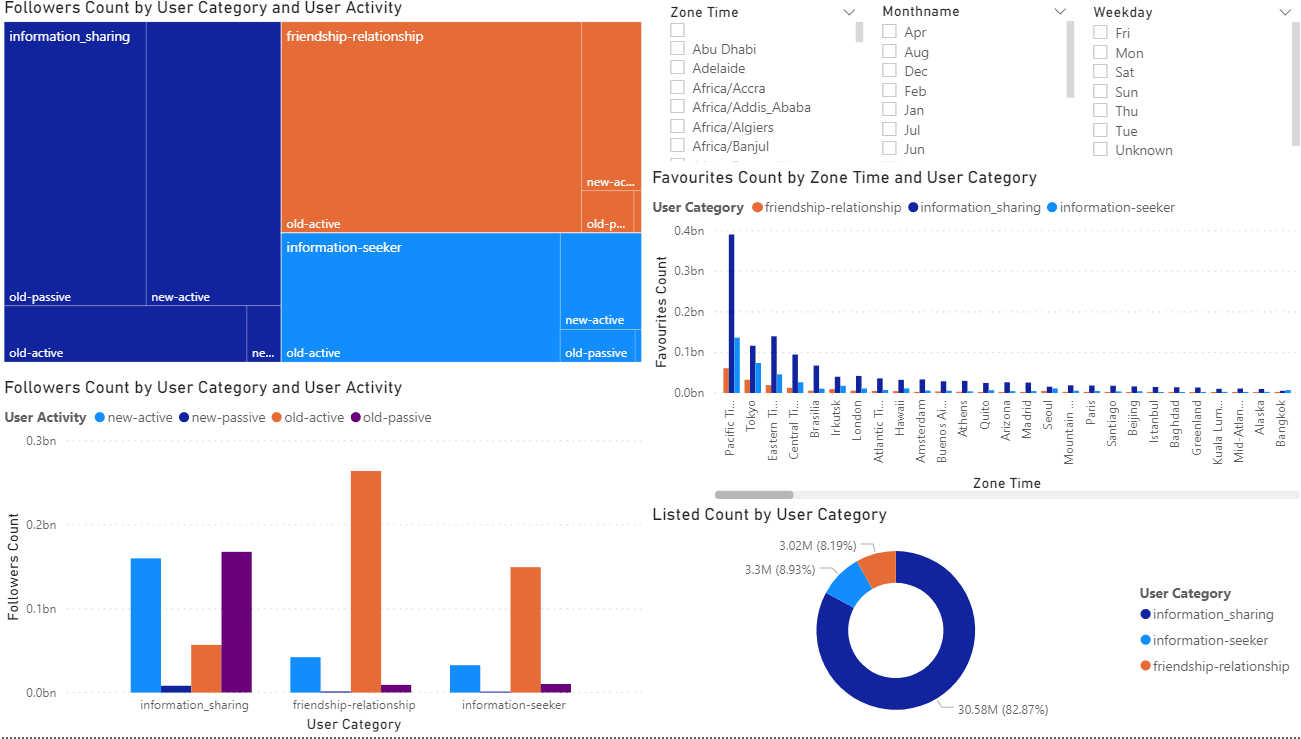 Followers Count by User Category and User Activity
information_sharing
old-passive
new-active
old-active
ne...
friendship-relationship
old-active
new-ac...
old-p...
information-seeker
old-active
new-active
old-passive
Zone Time
Abu Dhabi
Adelaide
Africa/Accra
Africa/Addis_Ababa
Africa/Algiers
Africa/Banjul
Monthname
Apr
Aug
Dec
Feb
Jan
Jul
Jun
Weekday
Fri
Mon
Sat
Sun
Thu
Tue
Unknown
Favourites Count by Zone Time and User Category
User Category friendship-relationship information_sharing information-seeker
Favourites Count
0.4bn
0.3bn
0.2bn
0.1bn
0.0bn
Pacific Ti...
Tokyo
Eastern Ti...
Central Ti...
Brasilia
Irkutsk
London
Atlantic Ti...
Hawaii
Amsterdam
Buenos Ai...
Athens
Quito
Arizona
Madrid
Seoul
Mountain ...
Paris
Santiago
Beijing
Istanbul
Baghdad
Greenland
Kuala Lum...
Mid-Atlan...
Alaska
Bangkok
Zone Time
Followers Count by User Category and User Activity
User Activity new-active new-passive old-active old-passive
Followers Count
0.3bn
0.2bn
0.1bn
0.0bn
information_sharing
friendship-relationship
information-seeker
User Category
Listed Count by User Category
3.02M (8.19%)
3.3M (8.93%)
30.58M (82.87%)
User Category
information_sharing
information-seeker
friendship-relationship